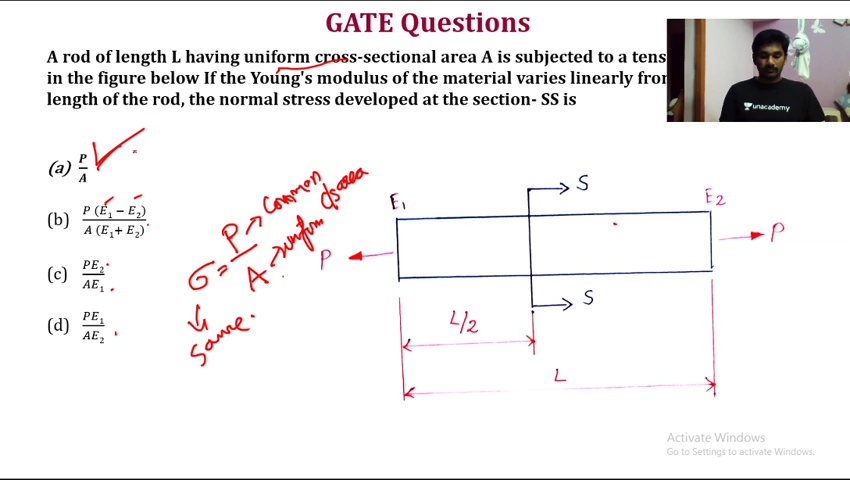 GATE Questions
A rod of length L having uniform cross-sectional area A is subjected to a tens
in the figure below If the Young's modulus of the material varies linearly from
length of the rod, the normal stress developed at the section- SS is
(a) P/A
(b) P (E₁ − E₂)/A (E₁+ E₂)
(c) PE₂/AE₁
(d) PE₁/AE₂
σ = P/A
common
uniform c/s area
same.
E₁
E₂
S
S
P
P
L/2
L
unacademy
Activate Windows
Go to Settings to activate Windows.